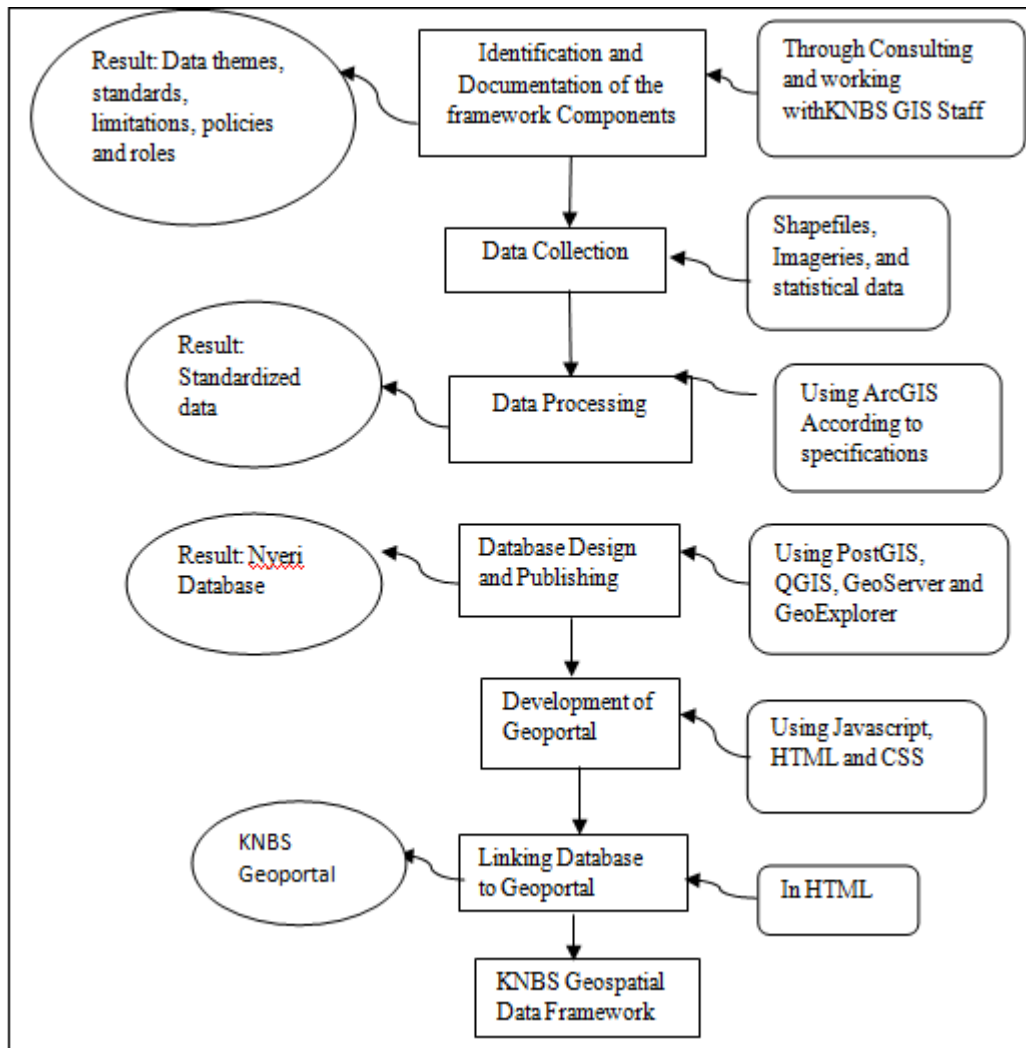 Result: Data themes,
standards,
limitations, policies
and roles
Identification and
Documentation of the
framework Components
Through Consulting
and working
withKNBS GIS Staff
Data Collection
Shapefiles,
Imageries, and
statistical data
Result:
Standardized
data
Data Processing
Using ArcGIS
According to
specifications
Result: Nyeri
Database
Database Design
and Publishing
Using PostGIS,
QGIS, GeoServer and
GeoExplorer
Development of
Geoportal
Using Javascript,
HTML and CSS
KNBS
Geoportal
Linking Database
to Geoportal
In HTML
KNBS Geospatial
Data Framework